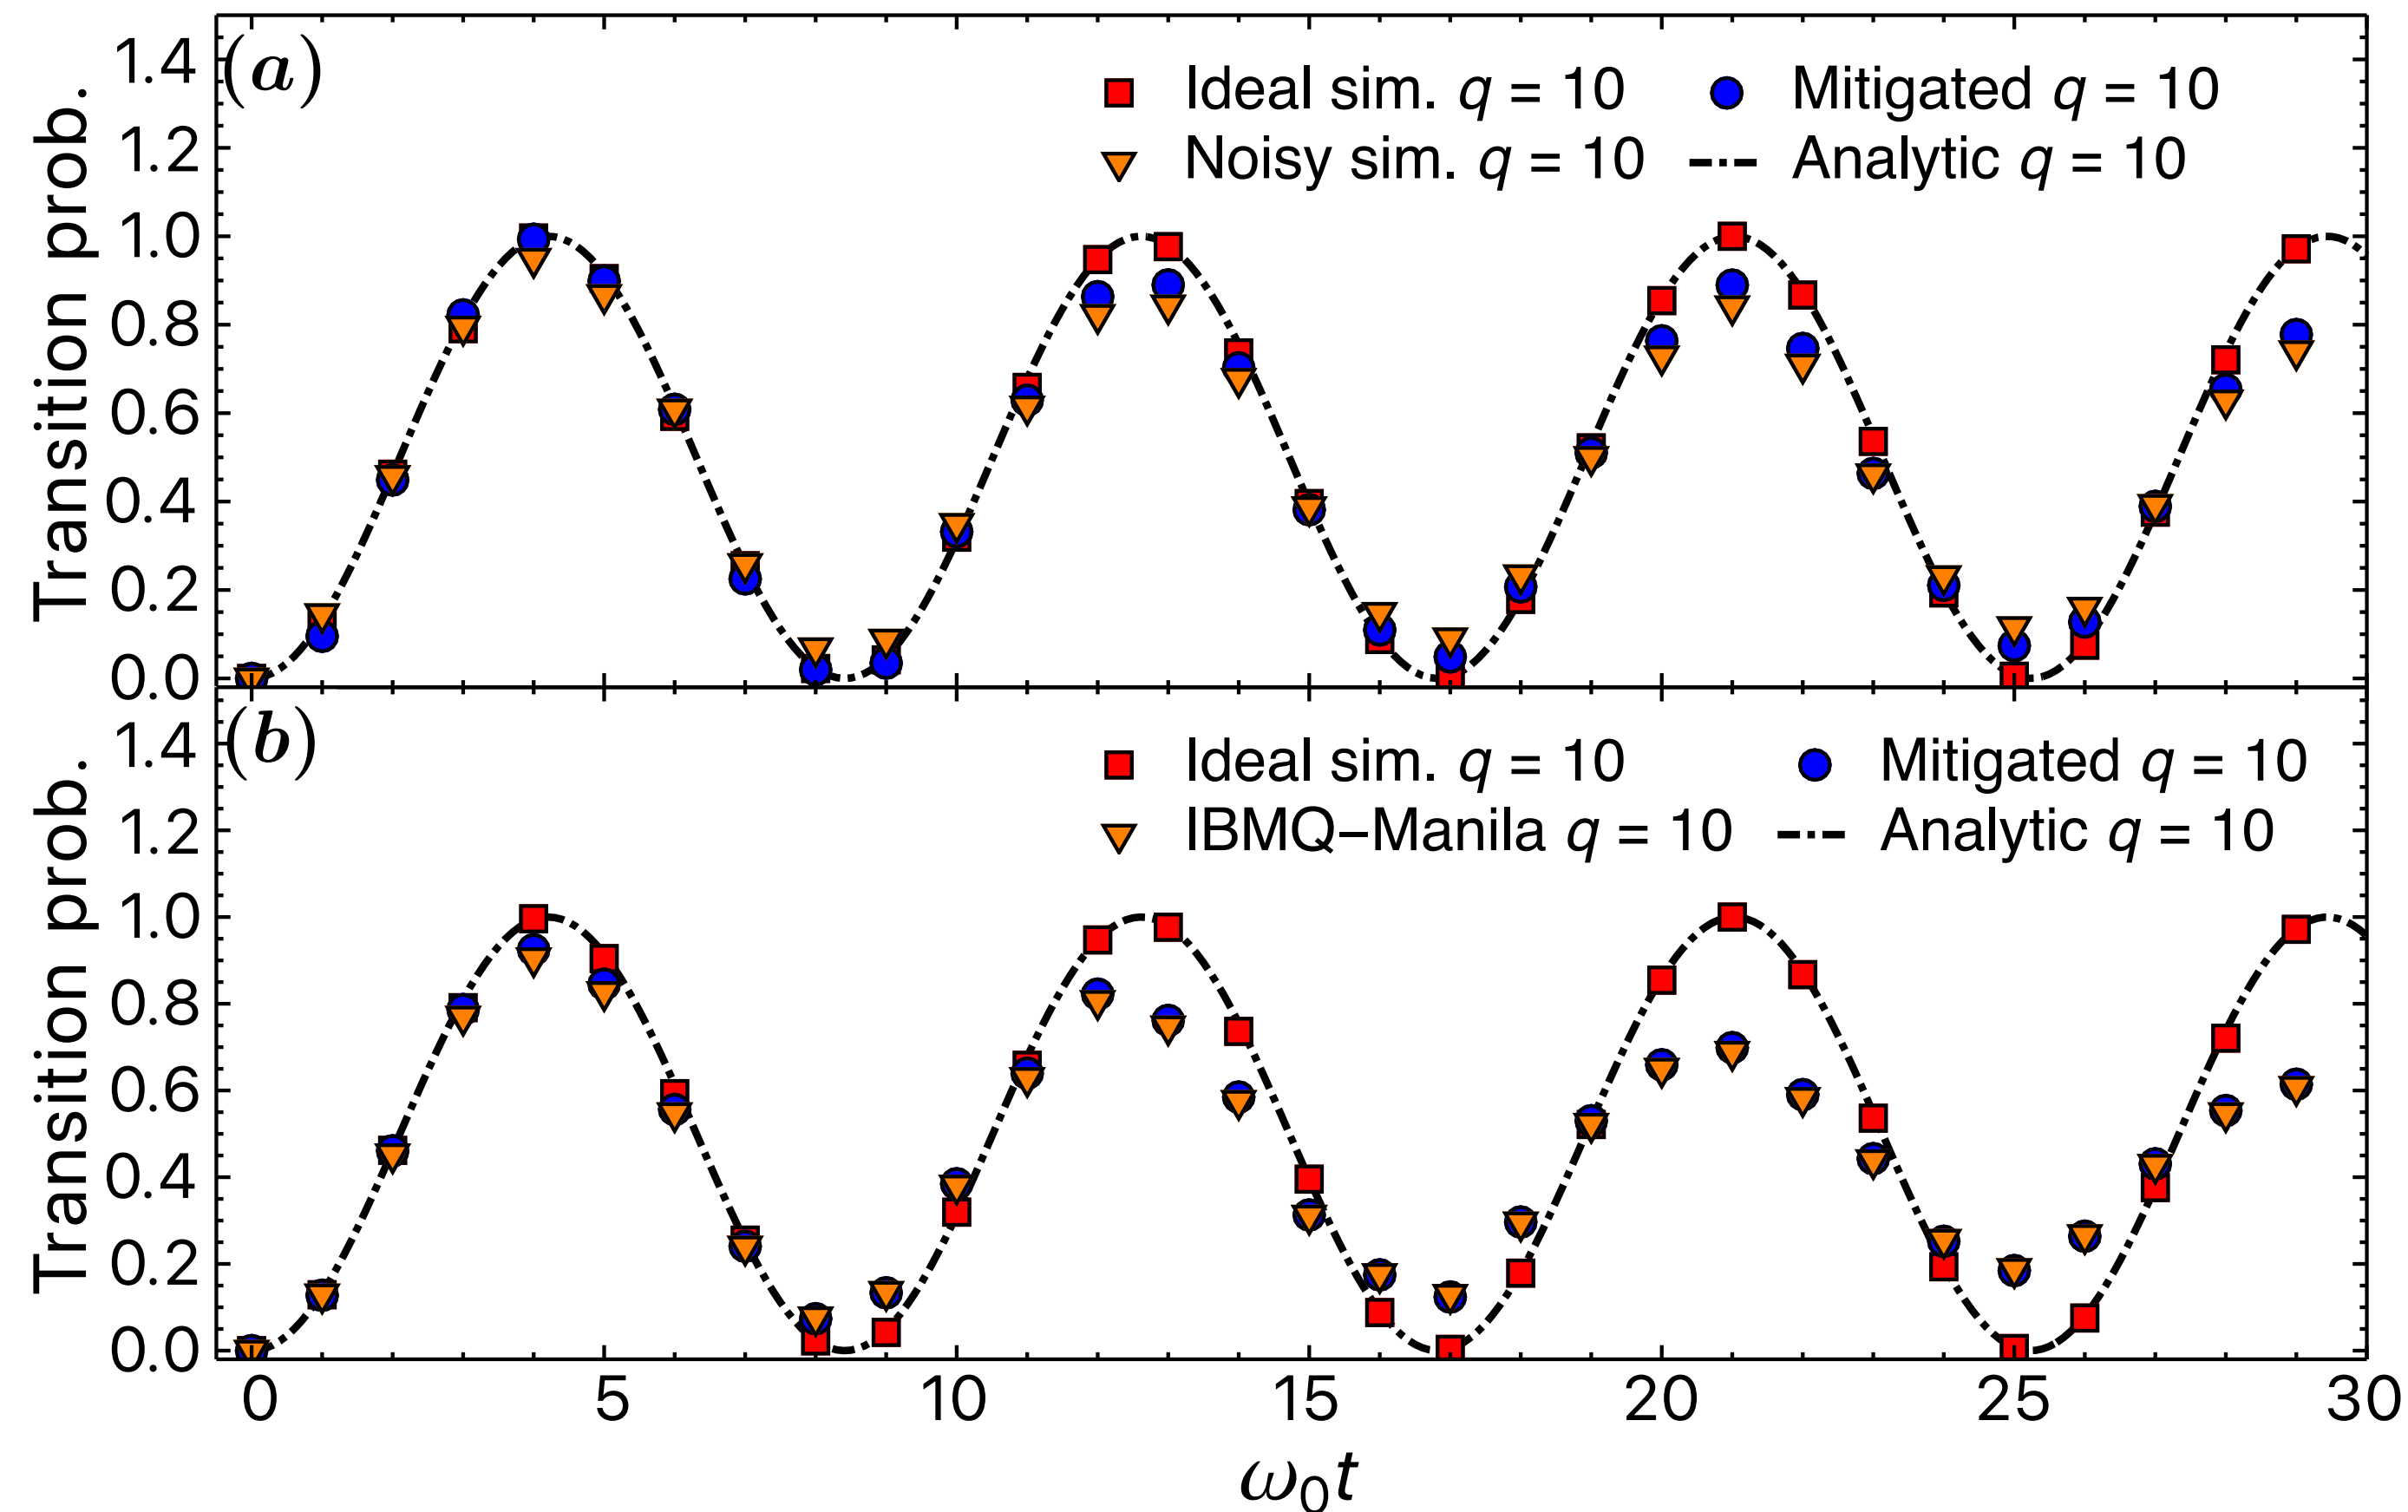 (a)
Transition prob.
1.4
1.2
1.0
0.8
0.6
0.4
0.2
0.0
Ideal sim. q = 10
Mitigated q = 10
Noisy sim. q = 10
Analytic q = 10
(b)
Transition prob.
1.4
1.2
1.0
0.8
0.6
0.4
0.2
0.0
Ideal sim. q = 10
Mitigated q = 10
IBMQ−Manila q = 10
Analytic q = 10
0 5 10 15 20 25 30
ω₀t